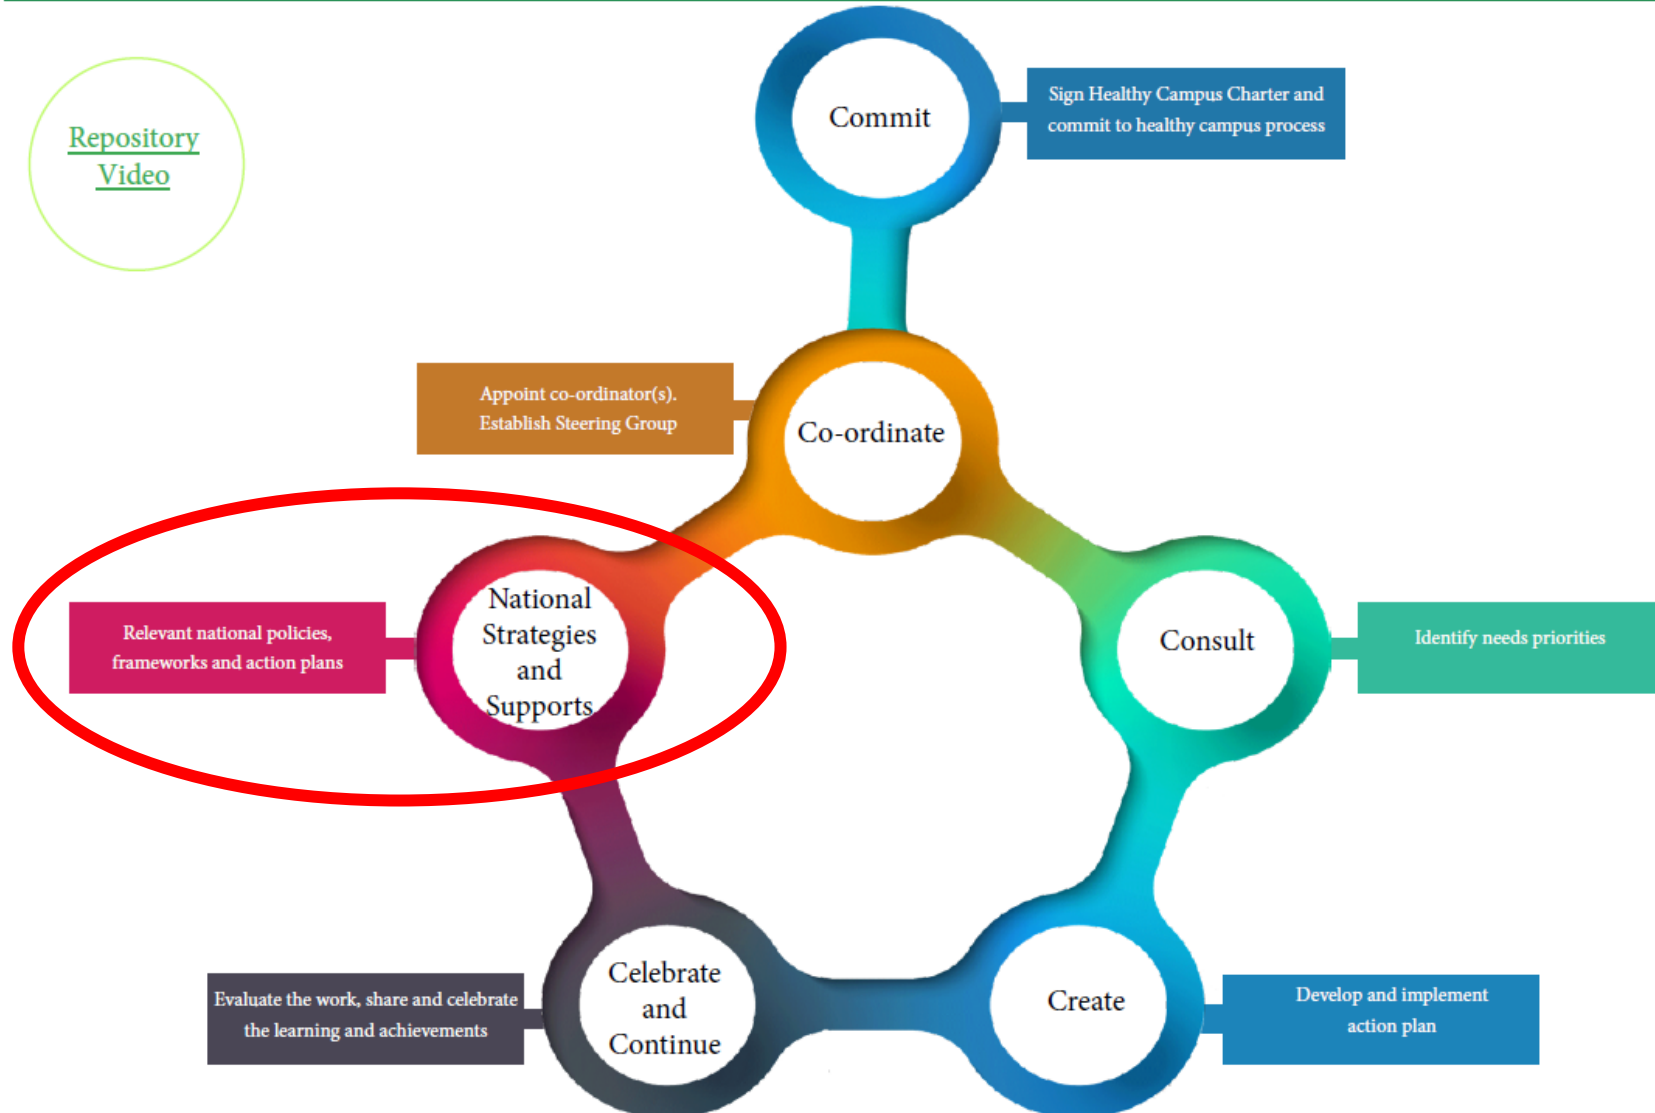 Repository
Video
Commit
Sign Healthy Campus Charter and
commit to healthy campus process
Appoint co-ordinator(s).
Establish Steering Group
Co-ordinate
Relevant national policies,
frameworks and action plans
National
Strategies
and
Supports
Consult
Identify needs priorities
Evaluate the work, share and celebrate
the learning and achievements
Celebrate
and
Continue
Create
Develop and implement
action plan